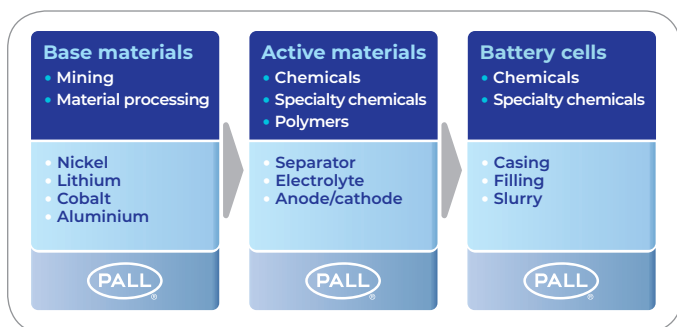 Base materials
• Mining
• Material processing
• Nickel
• Lithium
• Cobalt
• Aluminium
PALL®
Active materials
• Chemicals
• Specialty chemicals
• Polymers
• Separator
• Electrolyte
• Anode/cathode
PALL®
Battery cells
• Chemicals
• Specialty chemicals
• Casing
• Filling
• Slurry
PALL®